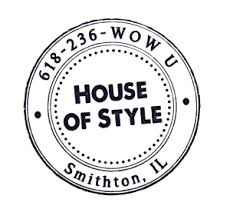 618-236-WOW U
HOUSE
OF STYLE
Smithton, IL